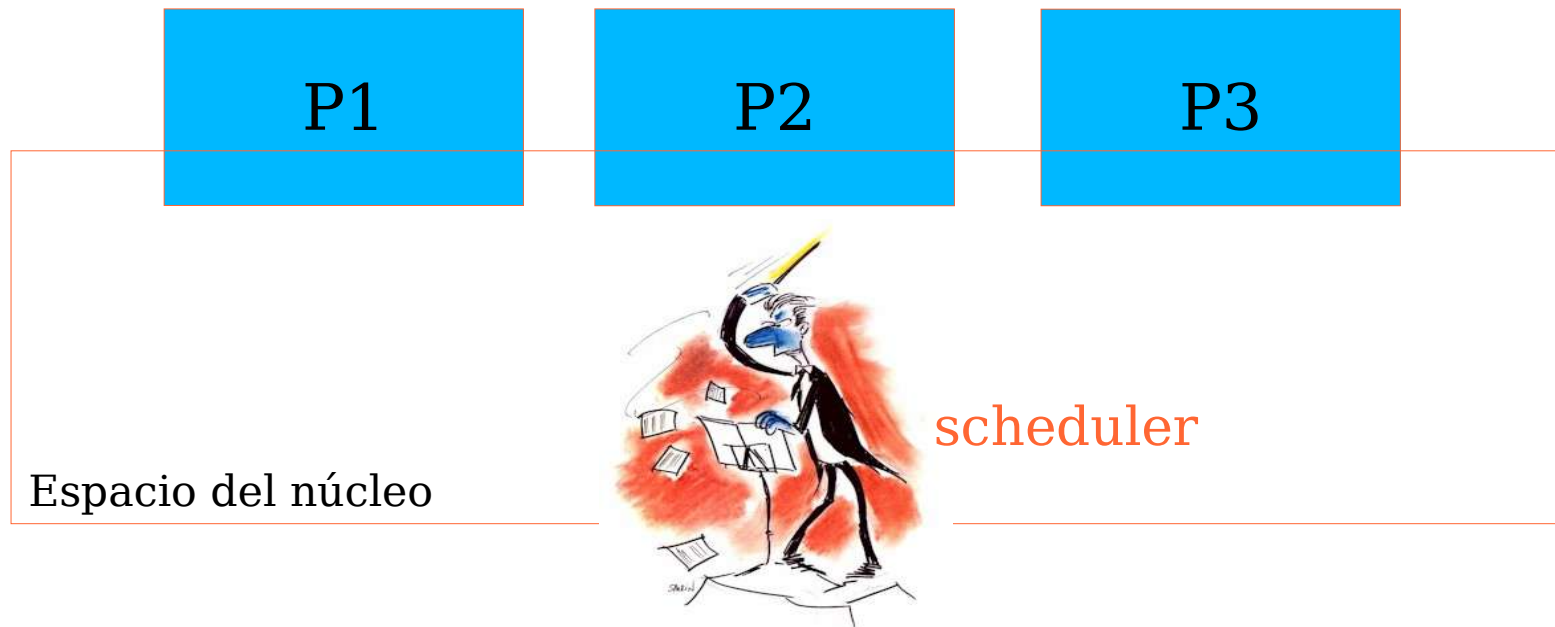 P1
P2
P3
scheduler
Espacio del núcleo